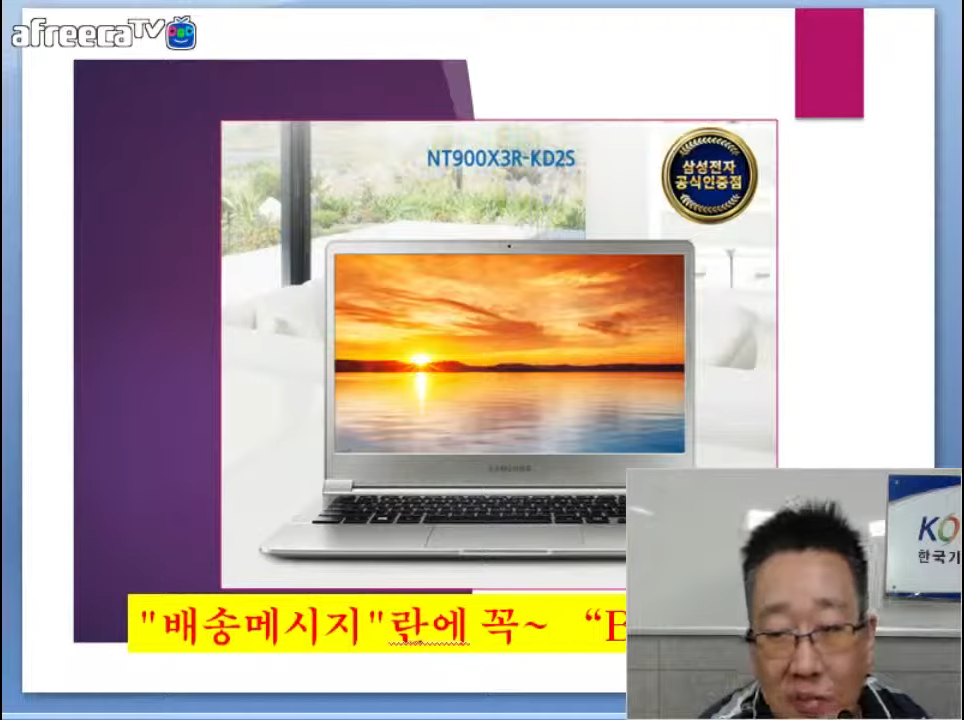 afreecaTV
NT900X3R-KD2S
삼성전자
공식인증점
SAMSUNG
"배송메시지"란에 꼭~ “B
KO
한국기